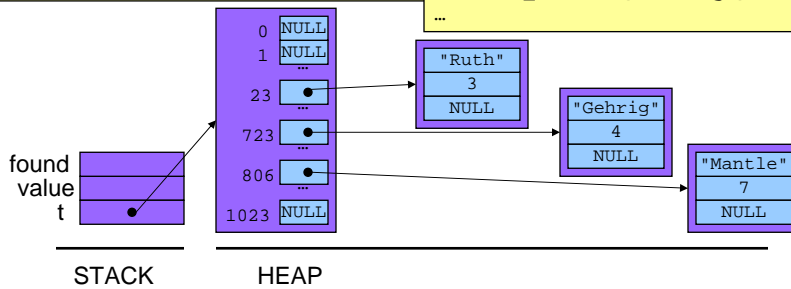 …
0 NULL
1 NULL
…
23
…
723
…
806
…
1023 NULL
"Ruth"
3
NULL
"Gehrig"
4
NULL
"Mantle"
7
NULL
found
value
t
STACK
HEAP